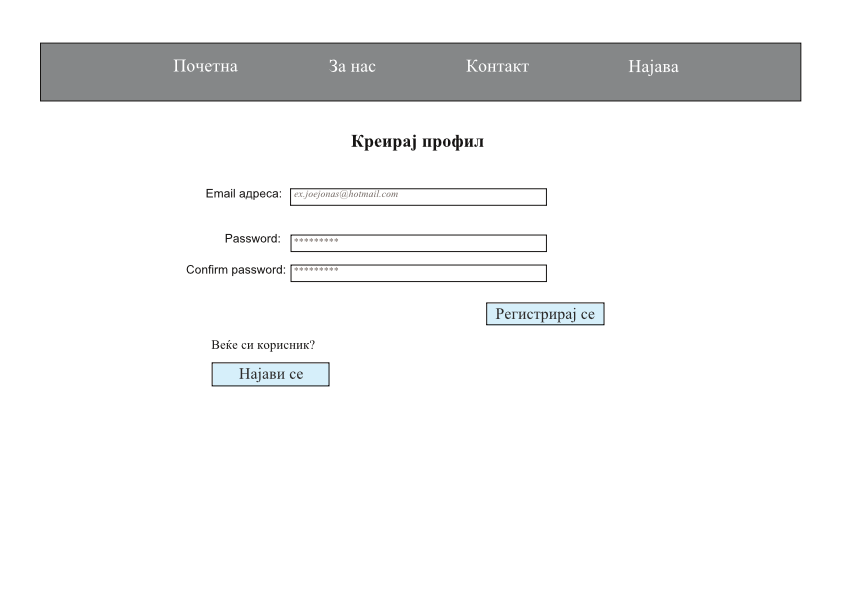 Почетна За нас Контакт Најава
Креирај профил
Email адреса: ex.joejonas@hotmail.com
Password: *********
Confirm password: *********
Регистрирај се
Веќе си корисник?
Најави се